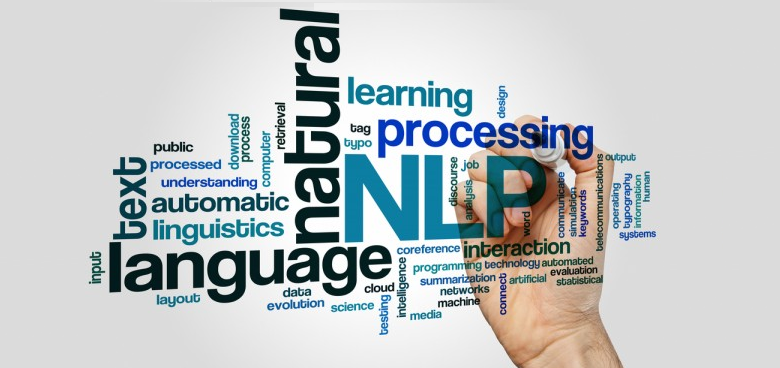 natural
learning
design
retrieval
tag
processing
typo
download
process
computer
public
text
processed
understanding
automatic
linguistics
NLP
discourse
job
analysis
word
communicate
simulation
keywords
telecommunications
output
operating
typography
information
human
systems
input
language
coreference
interaction
programming
technology
automated
evaluation
statistical
summarization
artificial
networks
machine
connect
intelligence
cloud
data
evolution
science
testing
media
layout